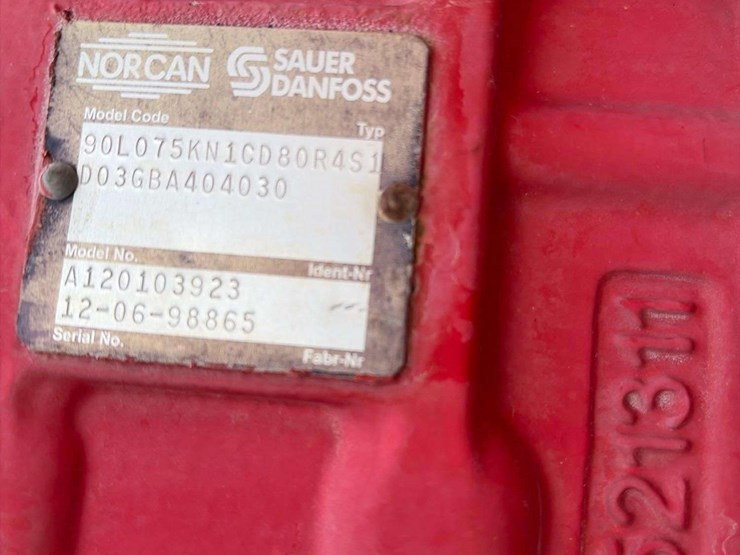 NORCAN SAUER
DANFOSS
Model Code Typ
90L075KN1CD80R4S1
D03GBA404030
Model No. Ident-Nr
A120103923
12-06-98865
Serial No. Fabr-Nr
521311